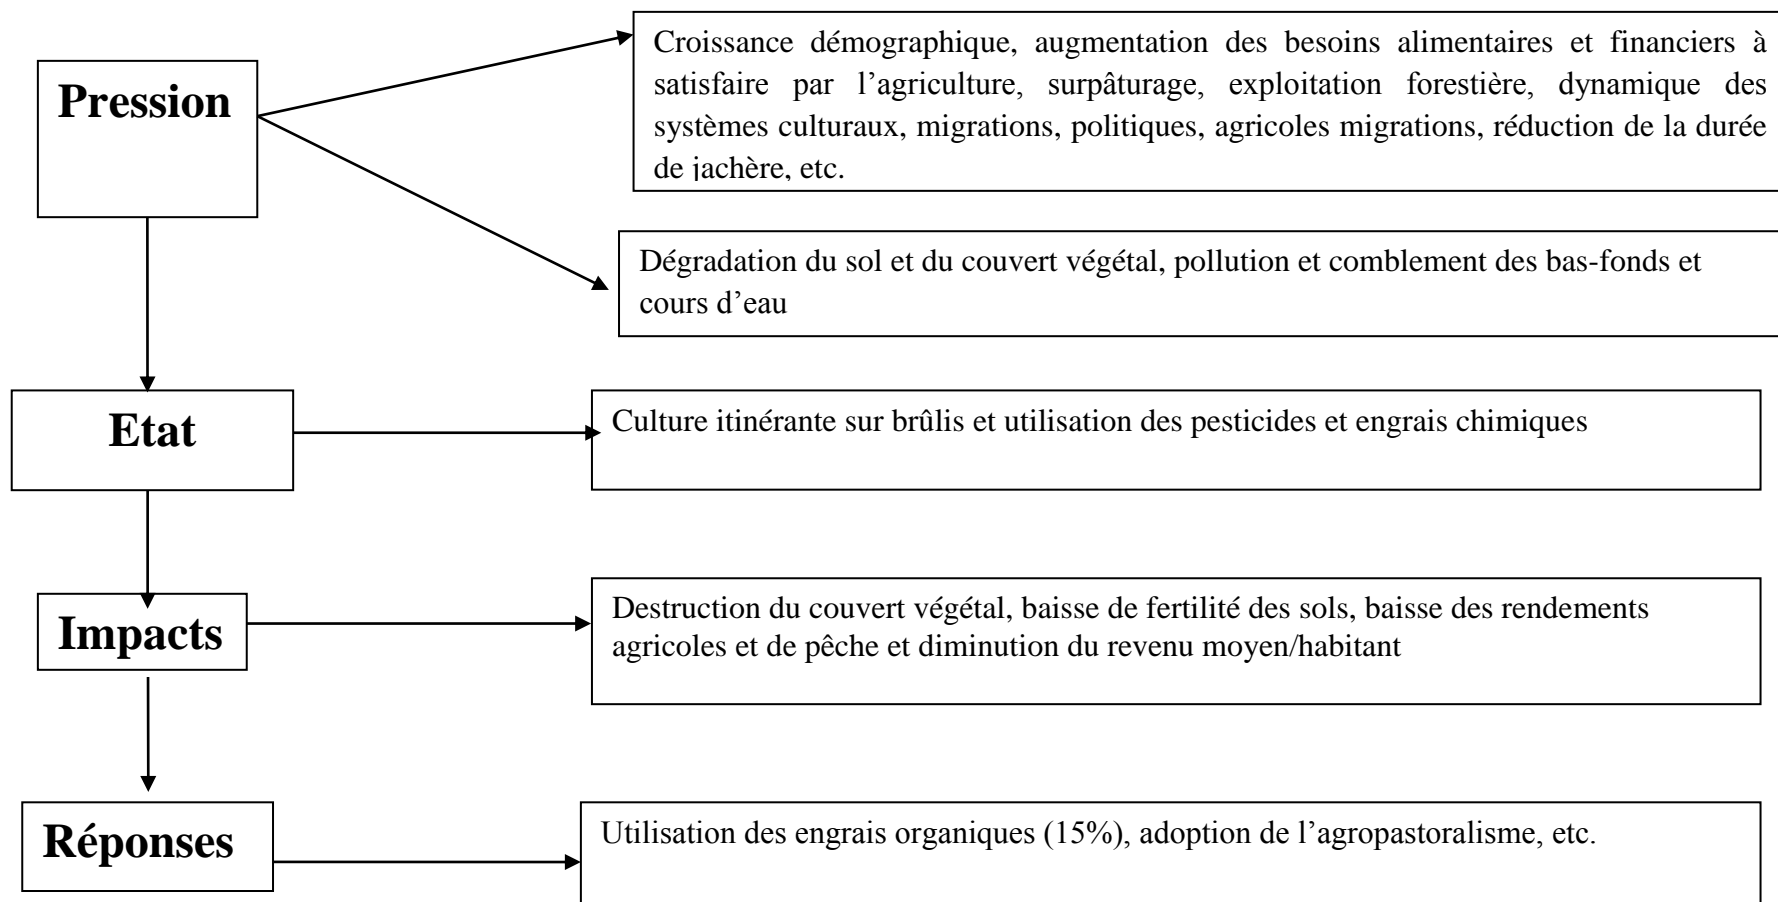 Pression
Croissance démographique, augmentation des besoins alimentaires et financiers à
satisfaire par l’agriculture, surpâturage, exploitation forestière, dynamique des
systèmes culturaux, migrations, politiques, agricoles migrations, réduction de la durée
de jachère, etc.
Dégradation du sol et du couvert végétal, pollution et comblement des bas-fonds et
cours d’eau
Etat
Culture itinérante sur brûlis et utilisation des pesticides et engrais chimiques
Impacts
Destruction du couvert végétal, baisse de fertilité des sols, baisse des rendements
agricoles et de pêche et diminution du revenu moyen/habitant
Réponses
Utilisation des engrais organiques (15%), adoption de l’agropastoralisme, etc.